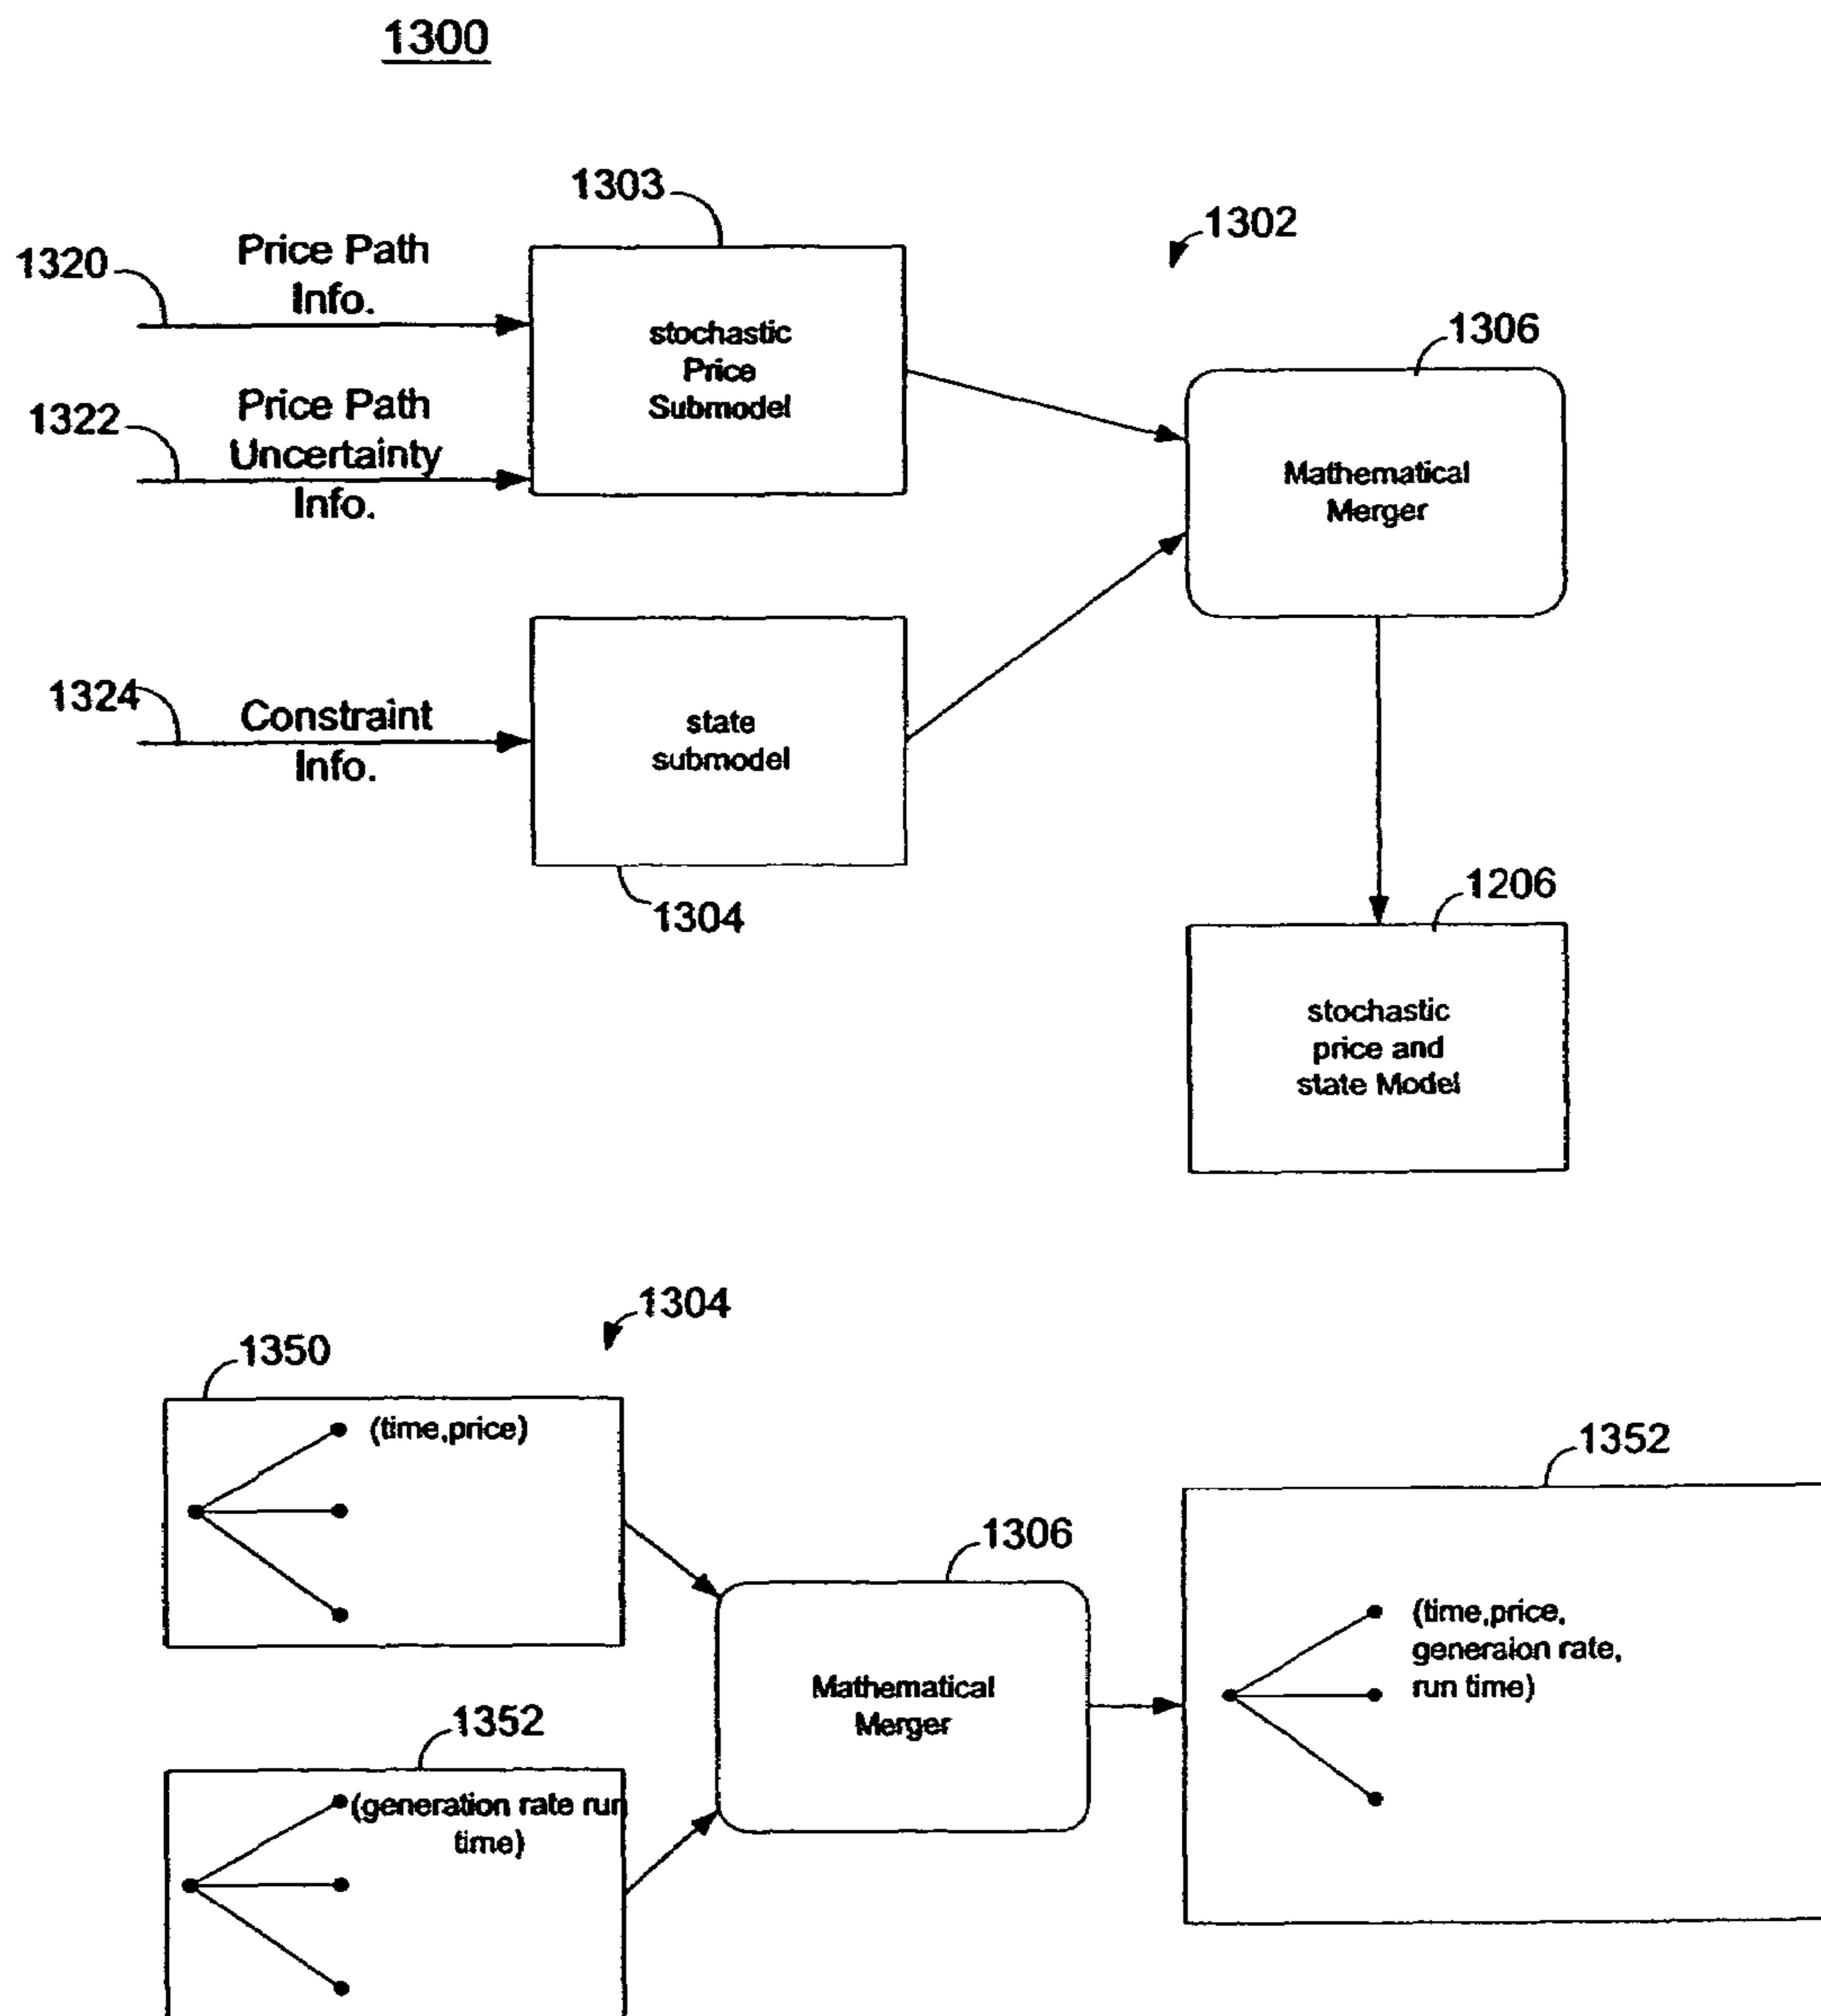 1300
1303
1302
1320
Price Path
Info.
stochastic
Price
Submodel
1306
1322
Price Path
Uncertainty
Info.
Mathematical
Merger
1324
Constraint
Info.
state
submodel
1304
1206
stochastic
price and
state Model
1304
1350
(time,price)
1352
1306
(time,price,
generaion rate,
run time)
Mathematical
Merger
1352
(generation rate run
time)